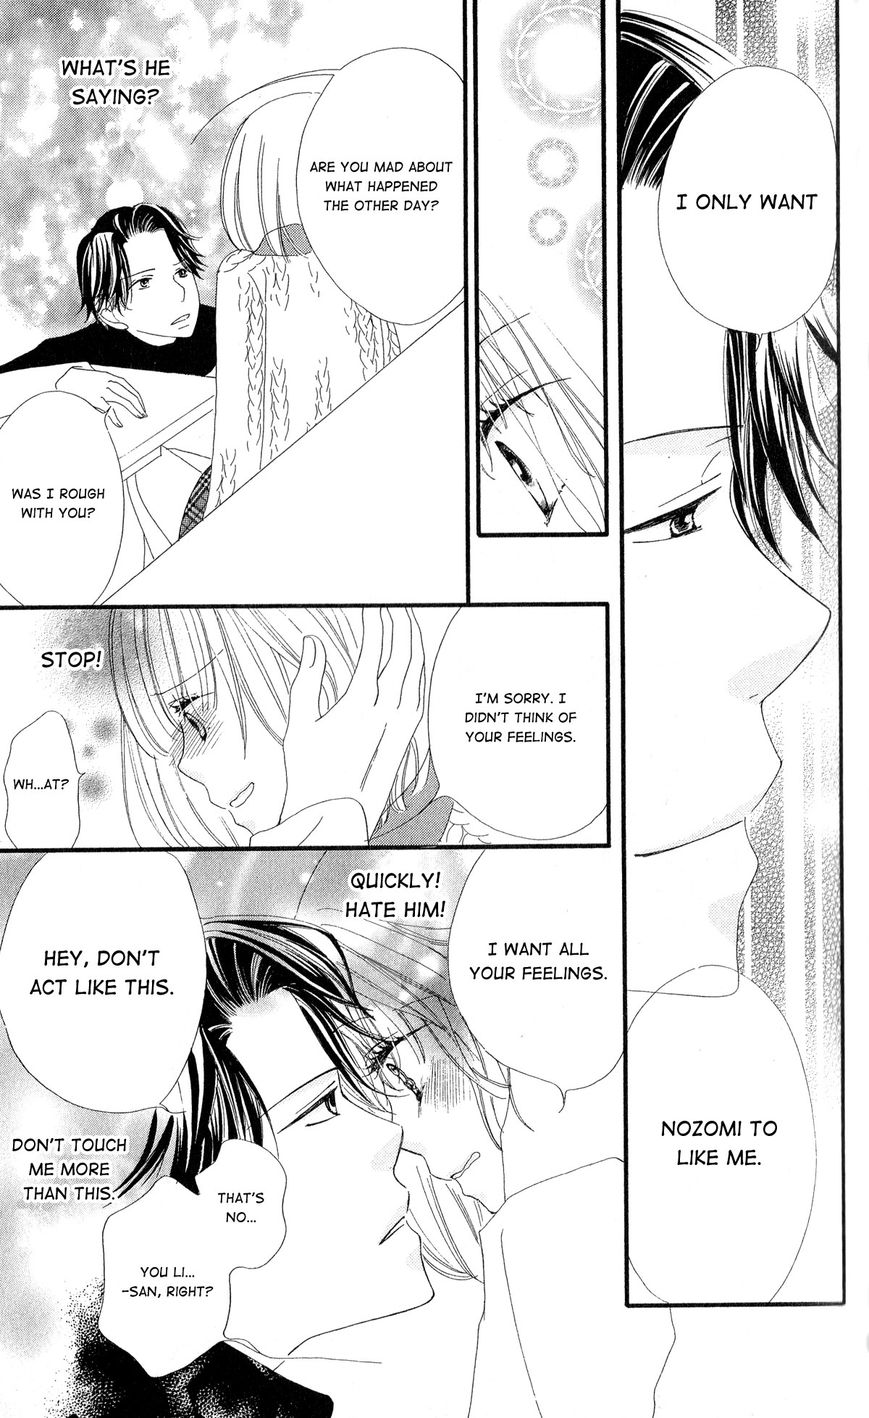 I ONLY WANT
NOZOMI TO
LIKE ME.
WHAT'S HE
SAYING?
ARE YOU MAD ABOUT
WHAT HAPPENED
THE OTHER DAY?
WAS I ROUGH
WITH YOU?
I'M SORRY. I
DIDN'T THINK OF
YOUR FEELINGS.
STOP!
WH...AT?
I WANT ALL
YOUR FEELINGS.
QUICKLY!
HATE HIM!
HEY, DON'T
ACT LIKE THIS.
DON'T TOUCH
ME MORE
THAN THIS.
THAT'S
NO...
YOU LI...
-SAN, RIGHT?